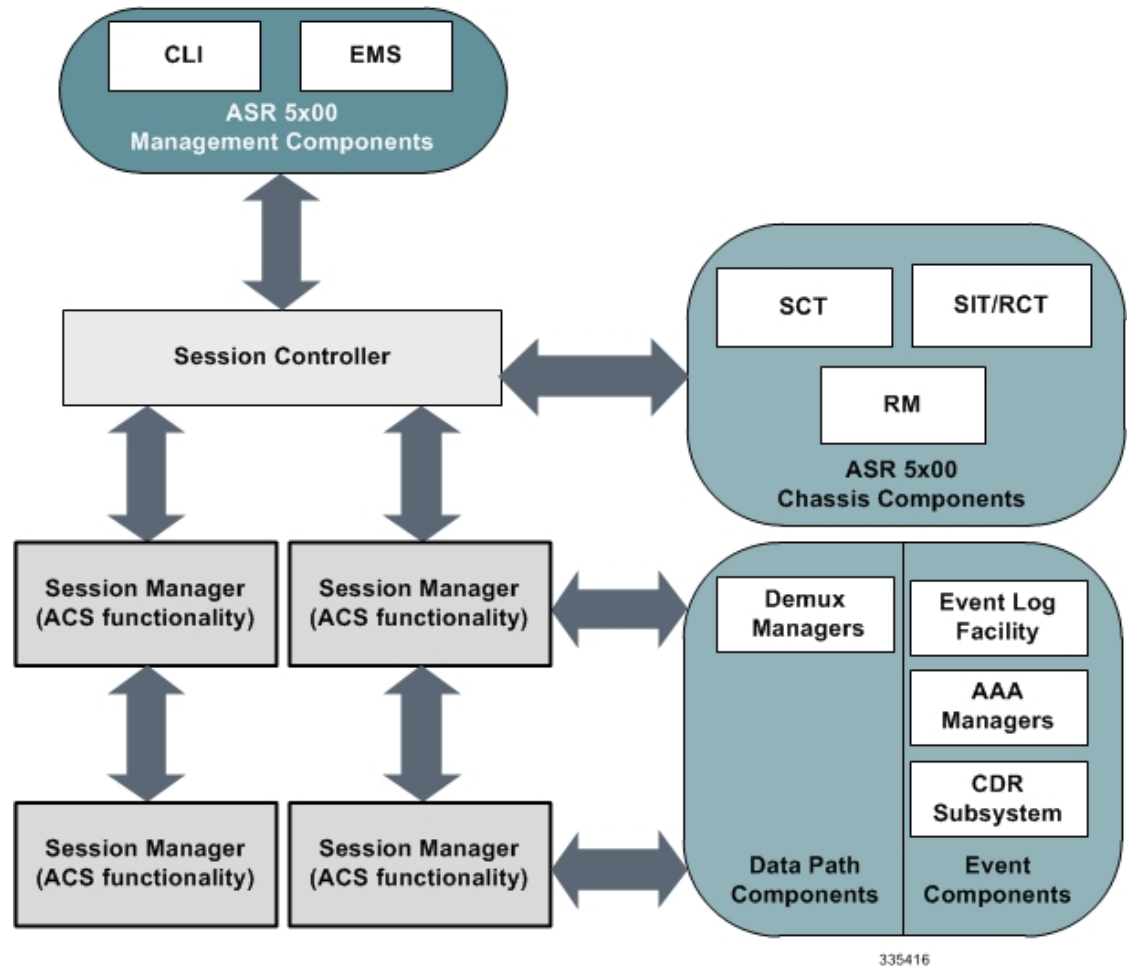 CLI
EMS
ASR 5x00
Management Components
SCT
SIT/RCT
Session Controller
RM
ASR 5x00
Chassis Components
Session Manager
(ACS functionality)
Session Manager
(ACS functionality)
Demux
Managers
Event Log
Facility
AAA
Managers
CDR
Subsystem
Session Manager
(ACS functionality)
Session Manager
(ACS functionality)
Data Path
Components
Event
Components
335416